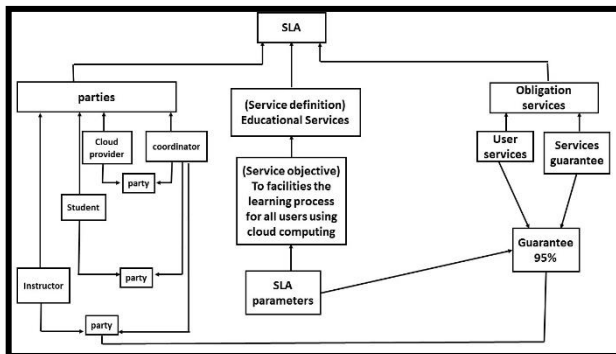 SLA
parties
(Service definition)
Educational Services
Obligation
services
Cloud
provider
coordinator
User
services
Services
guarantee
party
(Service objective)
To facilities the
learning process
for all users using
cloud computing
Student
Guarantee
95%
party
Instructor
SLA
parameters
party